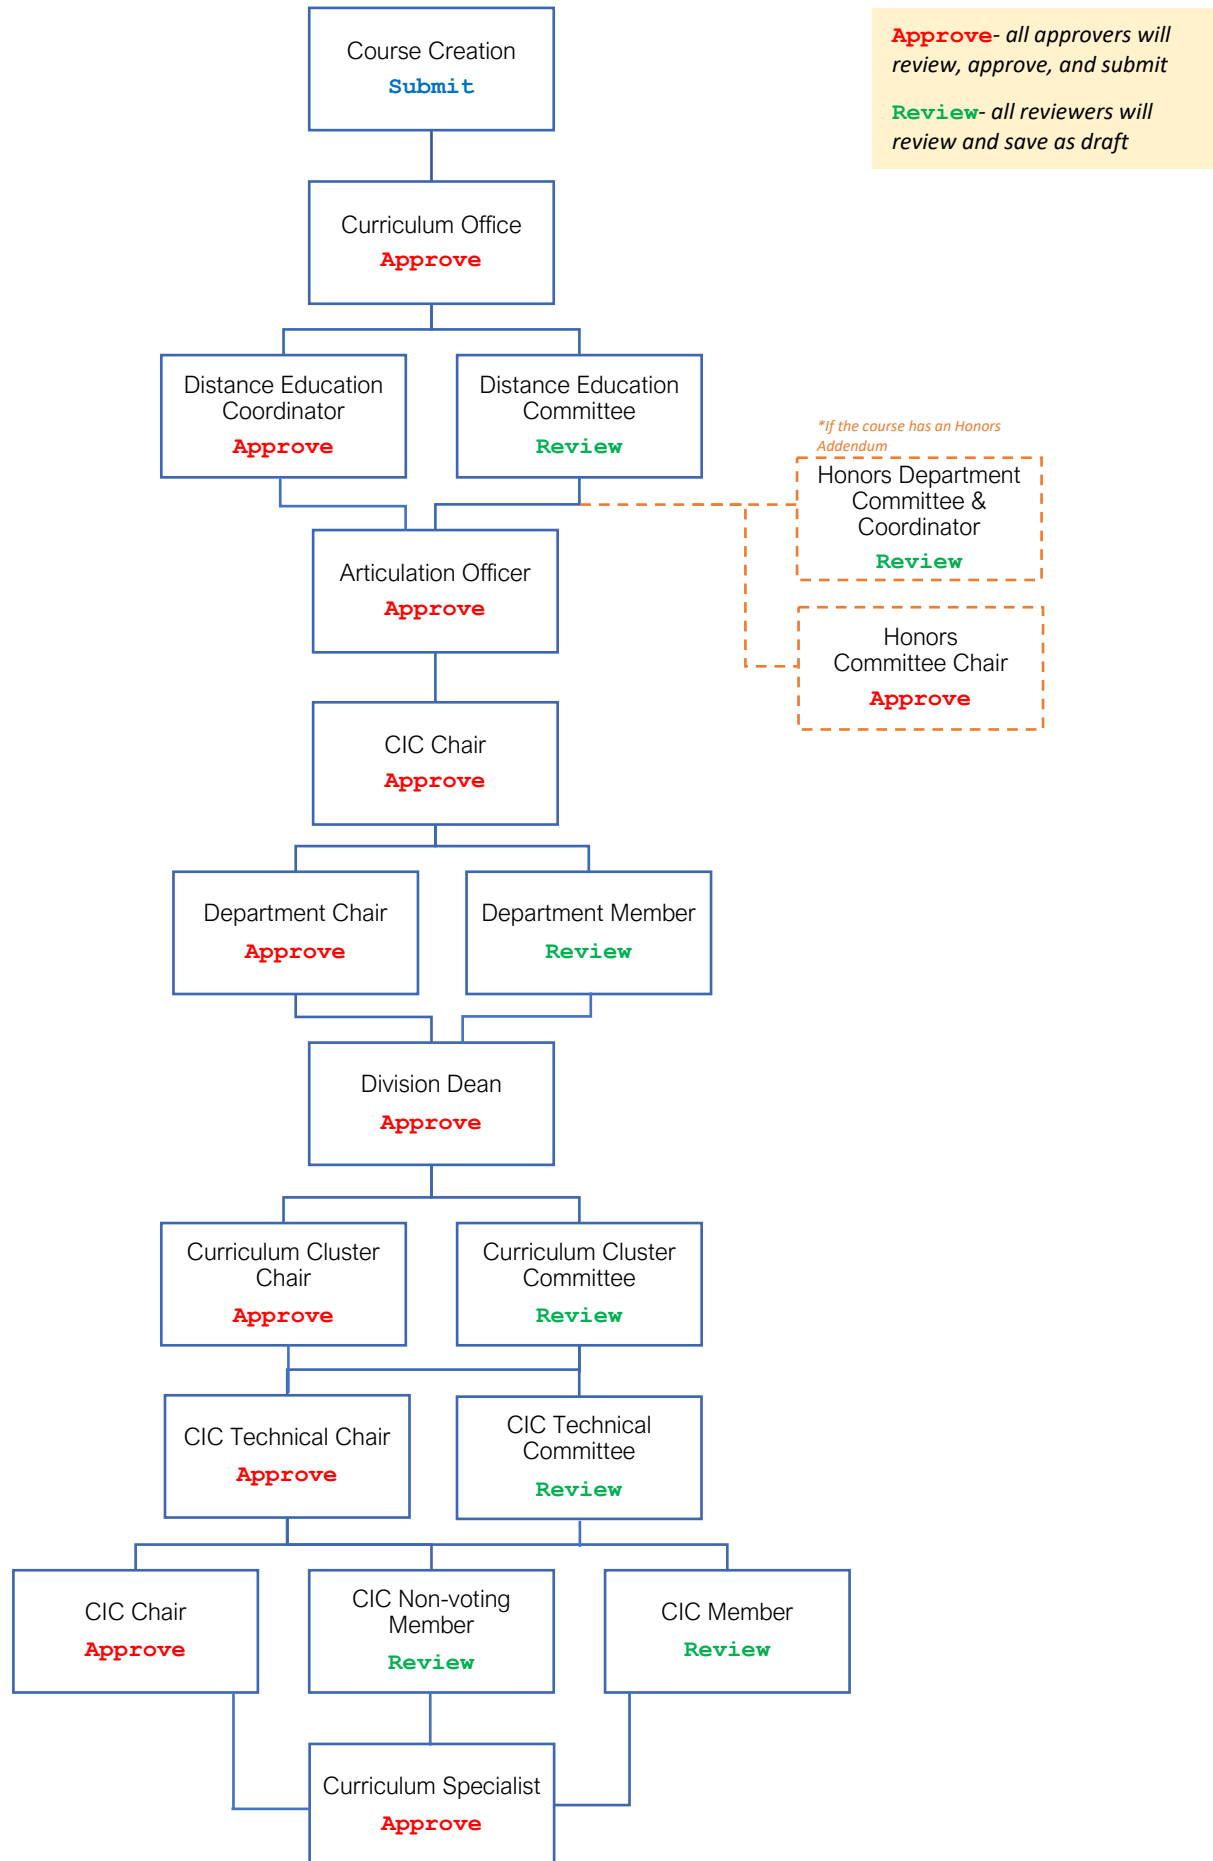 Course Creation
Submit
Approve- all approvers will
review, approve, and submit
Review- all reviewers will
review and save as draft
Curriculum Office
Approve
Distance Education
Coordinator
Approve
Distance Education
Committee
Review
*If the course has an Honors
Addendum
Honors Department
Committee &
Coordinator
Review
Articulation Officer
Approve
Honors
Committee Chair
Approve
CIC Chair
Approve
Department Chair
Approve
Department Member
Review
Division Dean
Approve
Curriculum Cluster
Chair
Approve
Curriculum Cluster
Committee
Review
CIC Technical Chair
Approve
CIC Technical
Committee
Review
CIC Chair
Approve
CIC Non-voting
Member
Review
CIC Member
Review
Curriculum Specialist
Approve